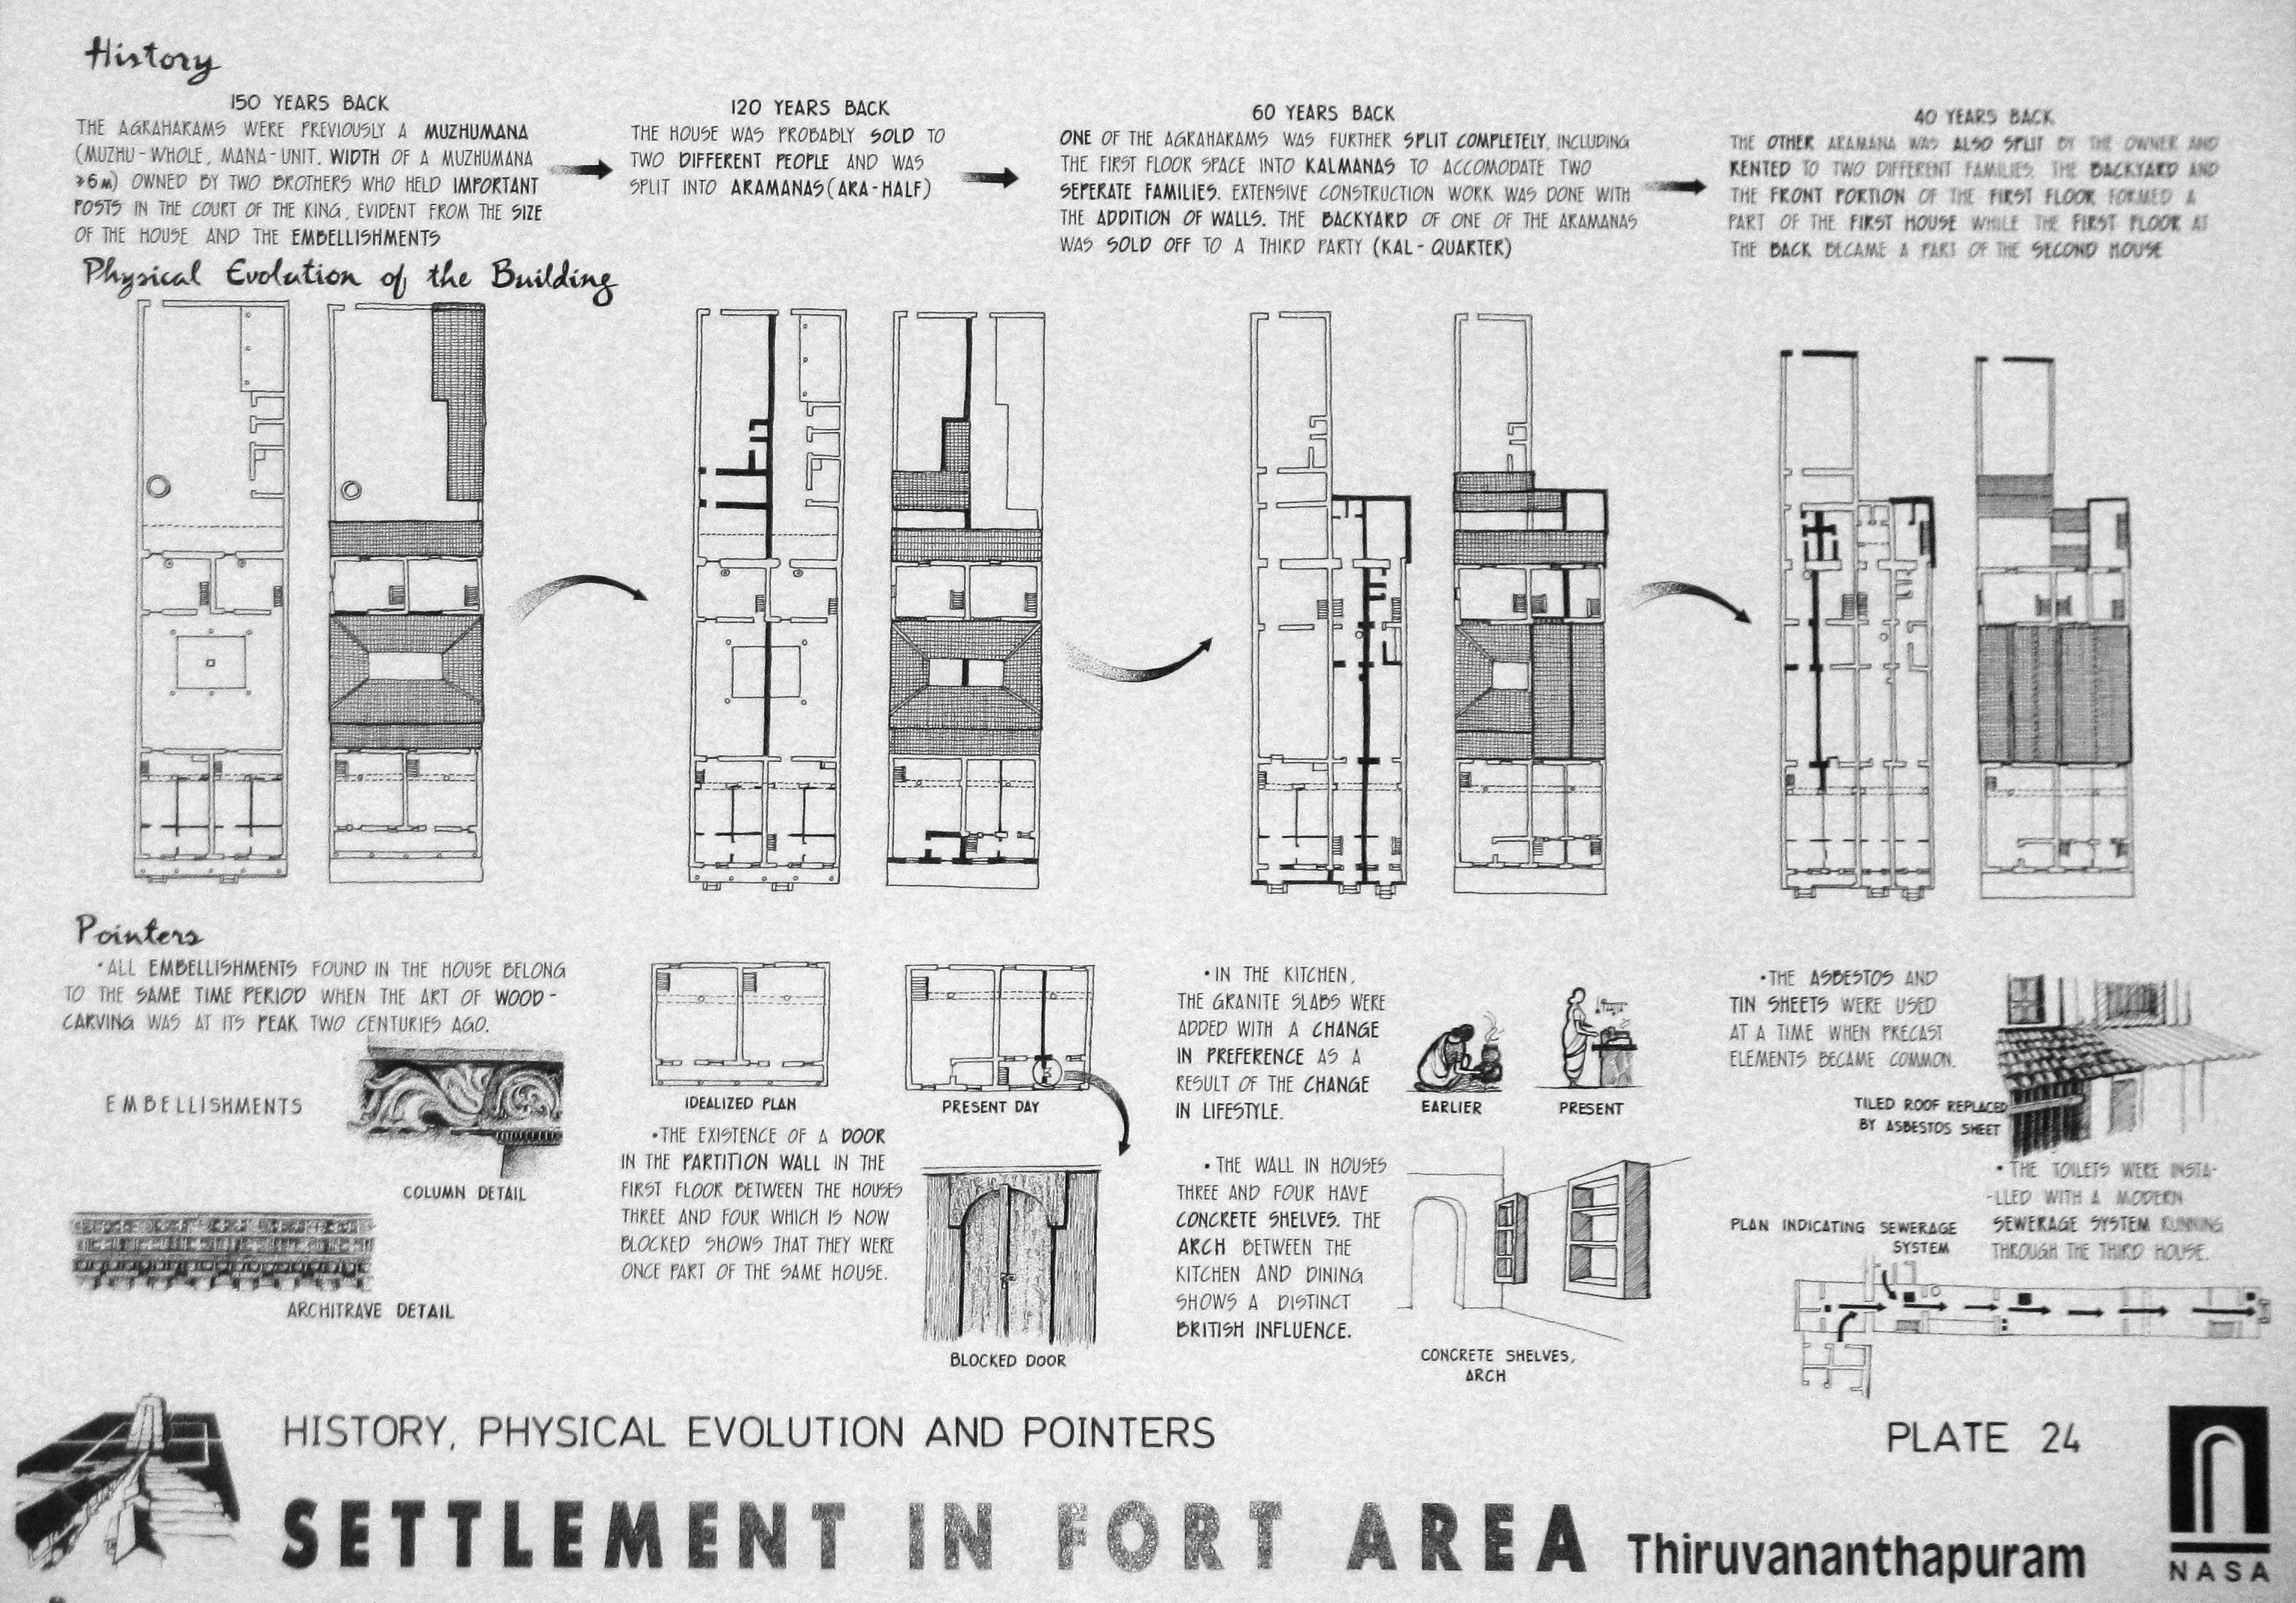 History
150 YEARS BACK
THE AGRAHARAMS WERE PREVIOUSLY A MUZHUMANA
(MUZHU-WHOLE, MANA-UNIT. WIDTH OF A MUZHUMANA
>6M) OWNED BY TWO BROTHERS WHO HELD IMPORTANT
POSTS IN THE COURT OF THE KING, EVIDENT FROM THE SIZE
OF THE HOUSE AND THE EMBELLISHMENTS
120 YEARS BACK
THE HOUSE WAS PROBABLY SOLD TO
TWO DIFFERENT PEOPLE AND WAS
SPLIT INTO ARAMANAS (ARA-HALF)
60 YEARS BACK
ONE OF THE AGRAHARAMS WAS FURTHER SPLIT COMPLETELY, INCLUDING
THE FIRST FLOOR SPACE INTO KALMANAS TO ACCOMODATE TWO
SEPERATE FAMILIES. EXTENSIVE CONSTRUCTION WORK WAS DONE WITH
THE ADDITION OF WALLS. THE BACKYARD OF ONE OF THE ARAMANAS
WAS SOLD OFF TO A THIRD PARTY (KAL-QUARTER)
40 YEARS BACK
THE OTHER ARAMANA WAS ALSO SPLIT BY THE OWNER AND
RENTED TO TWO DIFFERENT FAMILIES. THE BACKYARD AND
THE FRONT PORTION OF THE FIRST FLOOR FORMED A
PART OF THE FIRST HOUSE WHILE THE FIRST FLOOR AT
THE BACK BECAME A PART OF THE SECOND HOUSE
Physical Evolution of the Building
Pointers
•ALL EMBELLISHMENTS FOUND IN THE HOUSE BELONG
TO THE SAME TIME PERIOD WHEN THE ART OF WOOD-
CARVING WAS AT ITS PEAK TWO CENTURIES AGO.
EMBELLISHMENTS
COLUMN DETAIL
ARCHITRAVE DETAIL
IDEALIZED PLAN
PRESENT DAY
•THE EXISTENCE OF A DOOR
IN THE PARTITION WALL IN THE
FIRST FLOOR BETWEEN THE HOUSES
THREE AND FOUR WHICH IS NOW
BLOCKED SHOWS THAT THEY WERE
ONCE PART OF THE SAME HOUSE.
BLOCKED DOOR
•IN THE KITCHEN,
THE GRANITE SLABS WERE
ADDED WITH A CHANGE
IN PREFERENCE AS A
RESULT OF THE CHANGE
IN LIFESTYLE.
EARLIER
PRESENT
•THE WALL IN HOUSES
THREE AND FOUR HAVE
CONCRETE SHELVES. THE
ARCH BETWEEN THE
KITCHEN AND DINING
SHOWS A DISTINCT
BRITISH INFLUENCE.
CONCRETE SHELVES,
ARCH
•THE ASBESTOS AND
TIN SHEETS WERE USED
AT A TIME WHEN PRECAST
ELEMENTS BECAME COMMON.
TILED ROOF REPLACED
BY ASBESTOS SHEET
•THE TOILETS WERE INSTA-
-LLED WITH A MODERN
SEWERAGE SYSTEM RUNNING
THROUGH THE THIRD HOUSE.
PLAN INDICATING SEWERAGE
SYSTEM
HISTORY, PHYSICAL EVOLUTION AND POINTERS
PLATE 24
SETTLEMENT IN FORT AREA Thiruvananthapuram
NASA